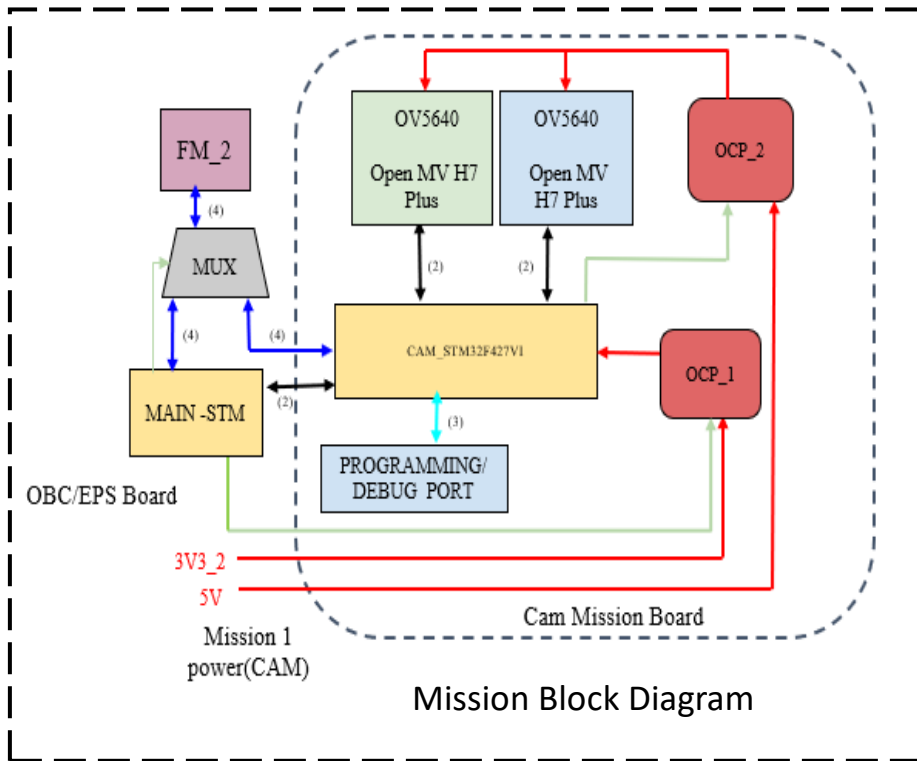 OV5640
Open MV H7
Plus
OV5640
Open MV
H7 Plus
OCP_2
FM_2
(4)
MUX
(2)
(2)
(4)
(4)
CAM_STM32F427VI
OCP_1
MAIN -STM
(2)
(3)
PROGRAMMING/
DEBUG PORT
OBC/EPS Board
3V3_2
5V
Cam Mission Board
Mission 1
power(CAM)
Mission Block Diagram